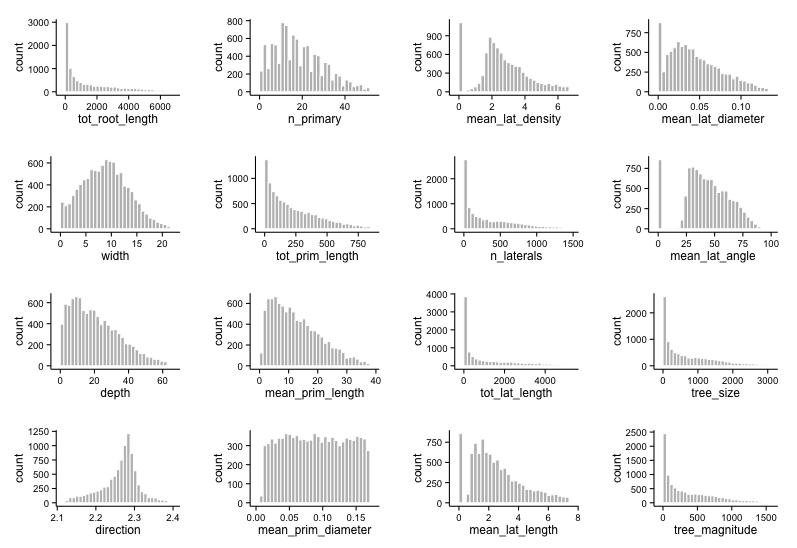 3000
2000
1000
0
count
0 2000 4000 6000
tot_root_length
800
600
400
200
0
count
0 20 40
n_primary
900
600
300
0
count
0 2 4 6
mean_lat_density
750
500
250
0
count
0.00 0.05 0.10
mean_lat_diameter
600
400
200
0
count
0 5 10 15 20
width
1000
500
0
count
0 250 500 750
tot_prim_length
2000
1000
0
count
0 500 1000 1500
n_laterals
750
500
250
0
count
0 25 50 75 100
mean_lat_angle
600
400
200
0
count
0 20 40 60
depth
600
400
200
0
count
0 10 20 30 40
mean_prim_length
4000
3000
2000
1000
0
count
0 2000 4000
tot_lat_length
2000
1000
0
count
0 1000 2000 3000
tree_size
1250
1000
750
500
250
0
count
2.1 2.2 2.3 2.4
direction
300
200
100
0
count
0.00 0.05 0.10 0.15
mean_prim_diameter
750
500
250
0
count
0 2 4 6 8
mean_lat_length
2500
2000
1500
1000
500
0
count
0 500 1000 1500
tree_magnitude